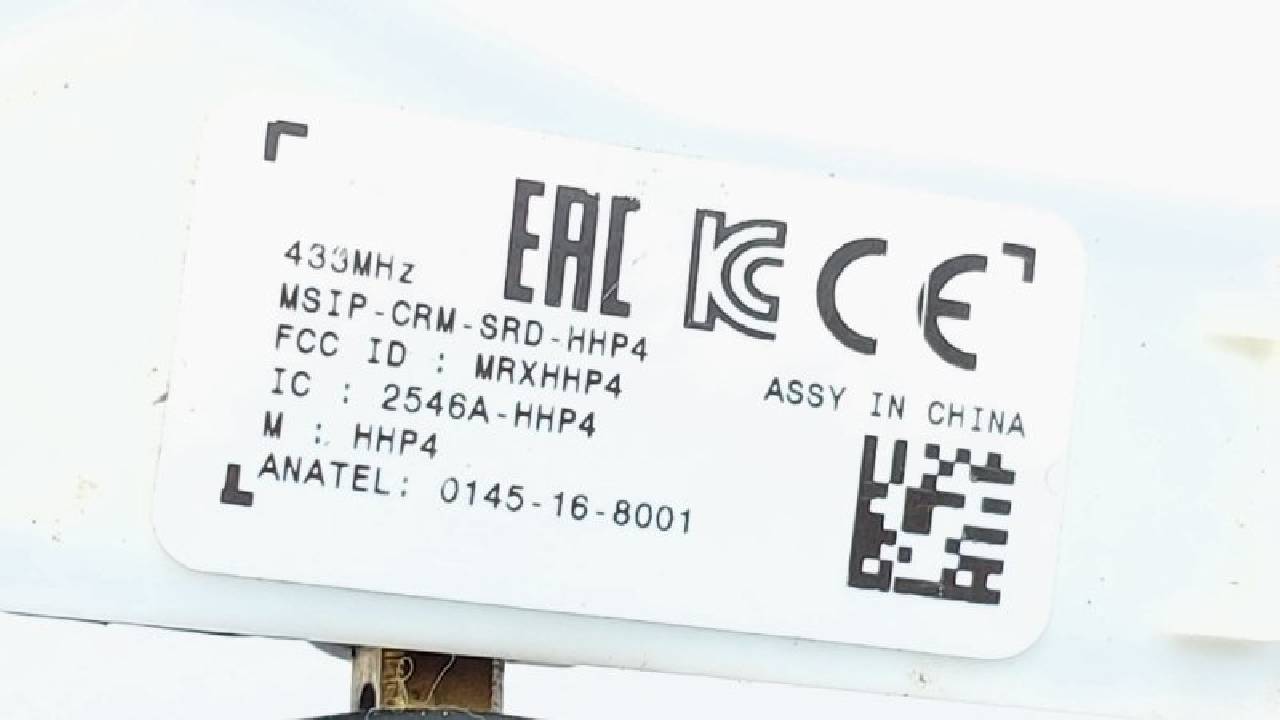 EAC KC CE
433MHz
MSIP-CRM-SRD-HHP4
FCC ID : MRXHHP4
IC : 2546A-HHP4
M : HHP4
ANATEL: 0145-16-8001
ASSY IN CHINA